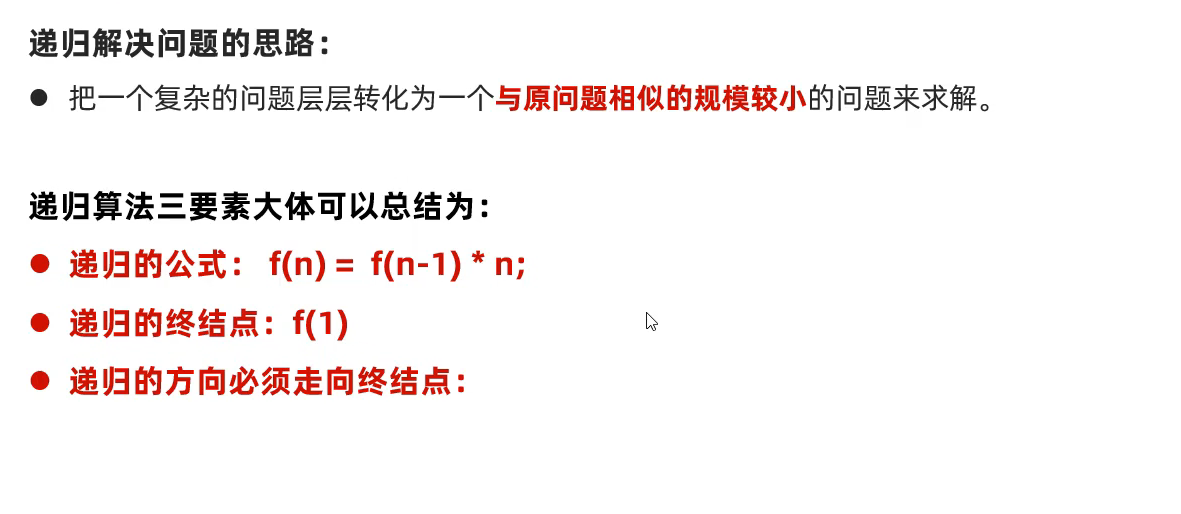 递归解决问题的思路：
● 把一个复杂的问题层层转化为一个与原问题相似的规模较小的问题来求解。
递归算法三要素大体可以总结为：
● 递归的公式： f(n) = f(n-1) * n;
● 递归的终结点：f(1)
● 递归的方向必须走向终结点：